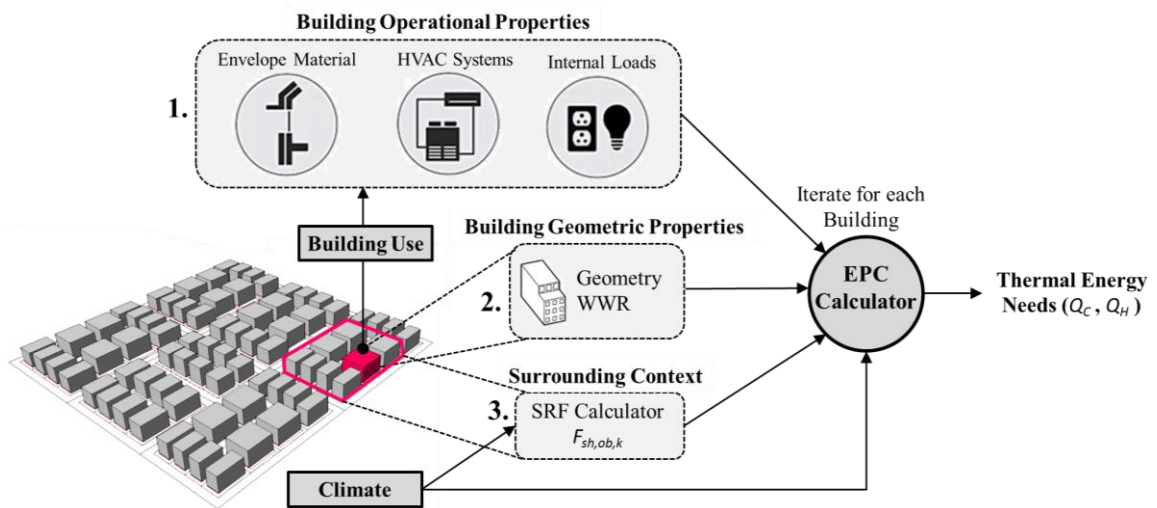 Building Operational Properties
Envelope Material
HVAC Systems
Internal Loads
1.
Iterate for each
Building
Building Use
Building Geometric Properties
2.
Geometry
WWR
EPC
Calculator
Thermal Energy
Needs (Q_C , Q_H )
Surrounding Context
3.
SRF Calculator
F_sh,ob,k
Climate